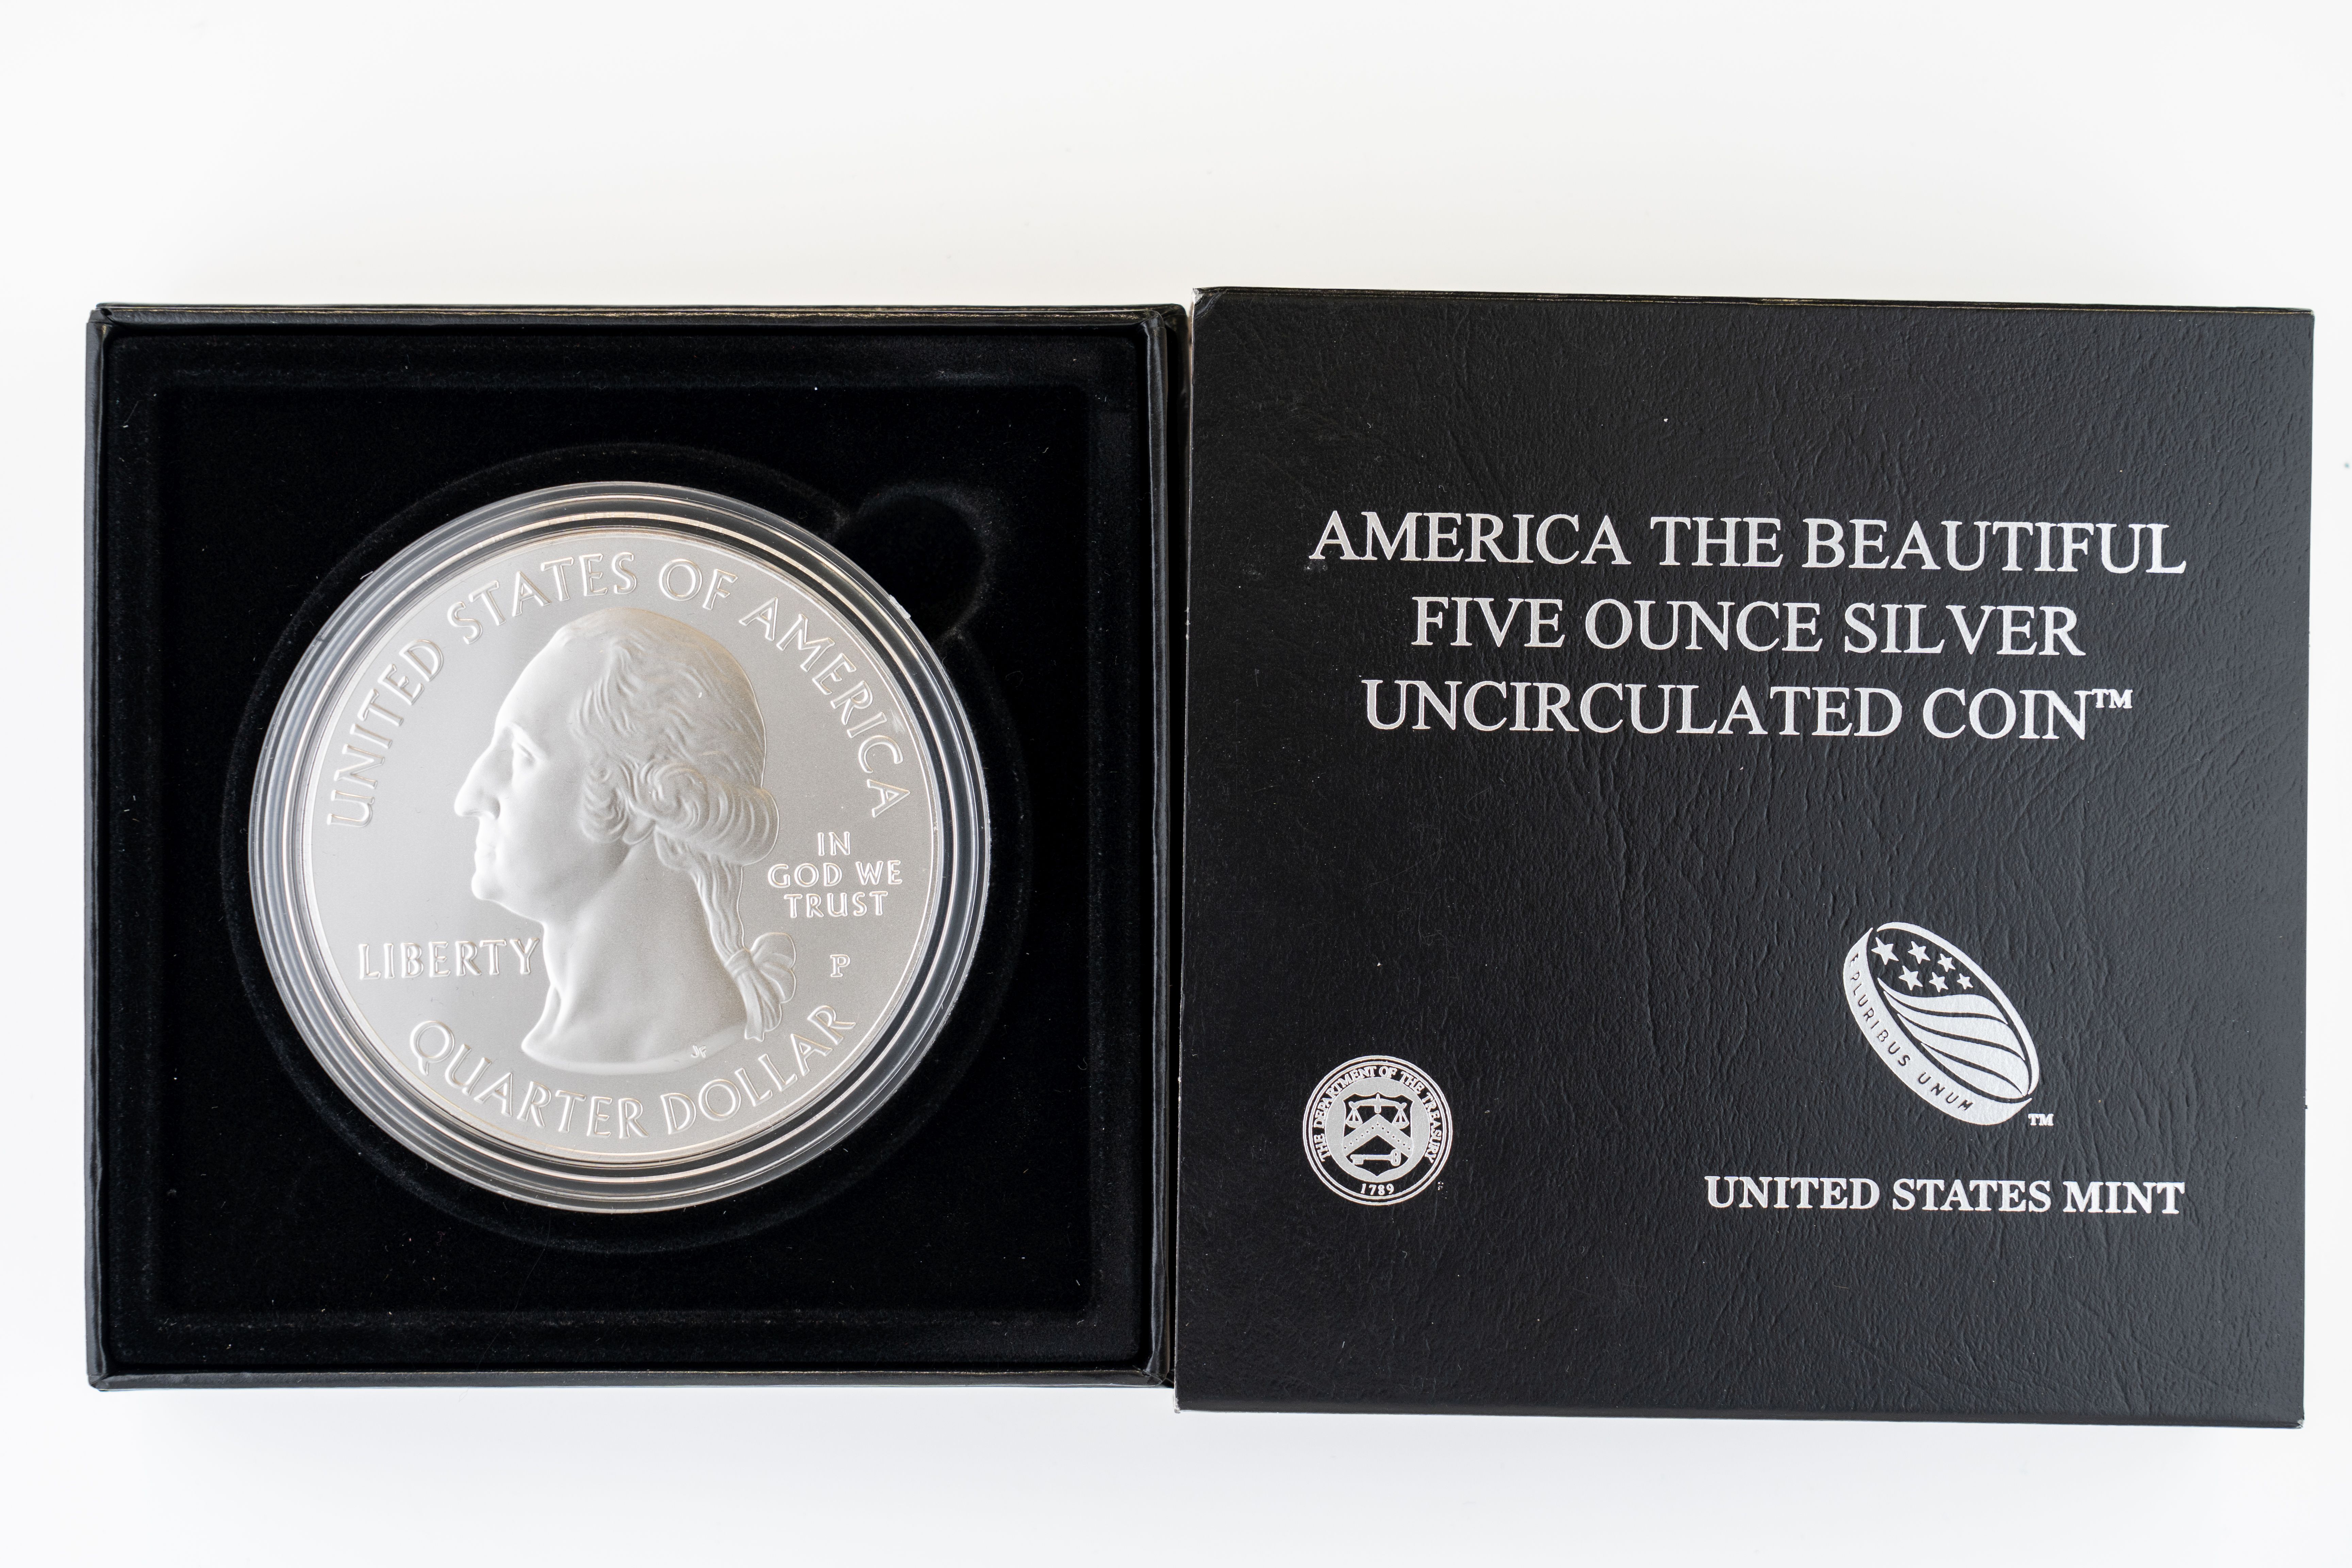 UNITED STATES OF AMERICA
IN
GOD WE
TRUST
LIBERTY
P
JF
QUARTER DOLLAR
AMERICA THE BEAUTIFUL
FIVE OUNCE SILVER
UNCIRCULATED COIN™
E PLURIBUS UNUM
TM
THE DEPARTMENT OF THE TREASURY
1789
UNITED STATES MINT